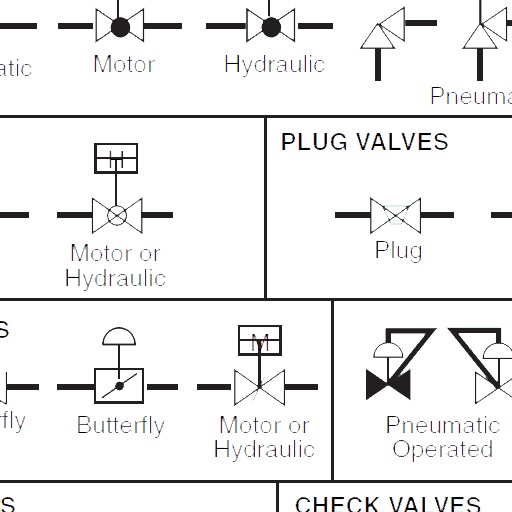 atic
Motor
Hydraulic
Pneuma
H
PLUG VALVES
Motor or
Hydraulic
Plug
S
M
rfly
Butterfly
Motor or
Hydraulic
Pneumatic
Operated
S
CHECK VALVES